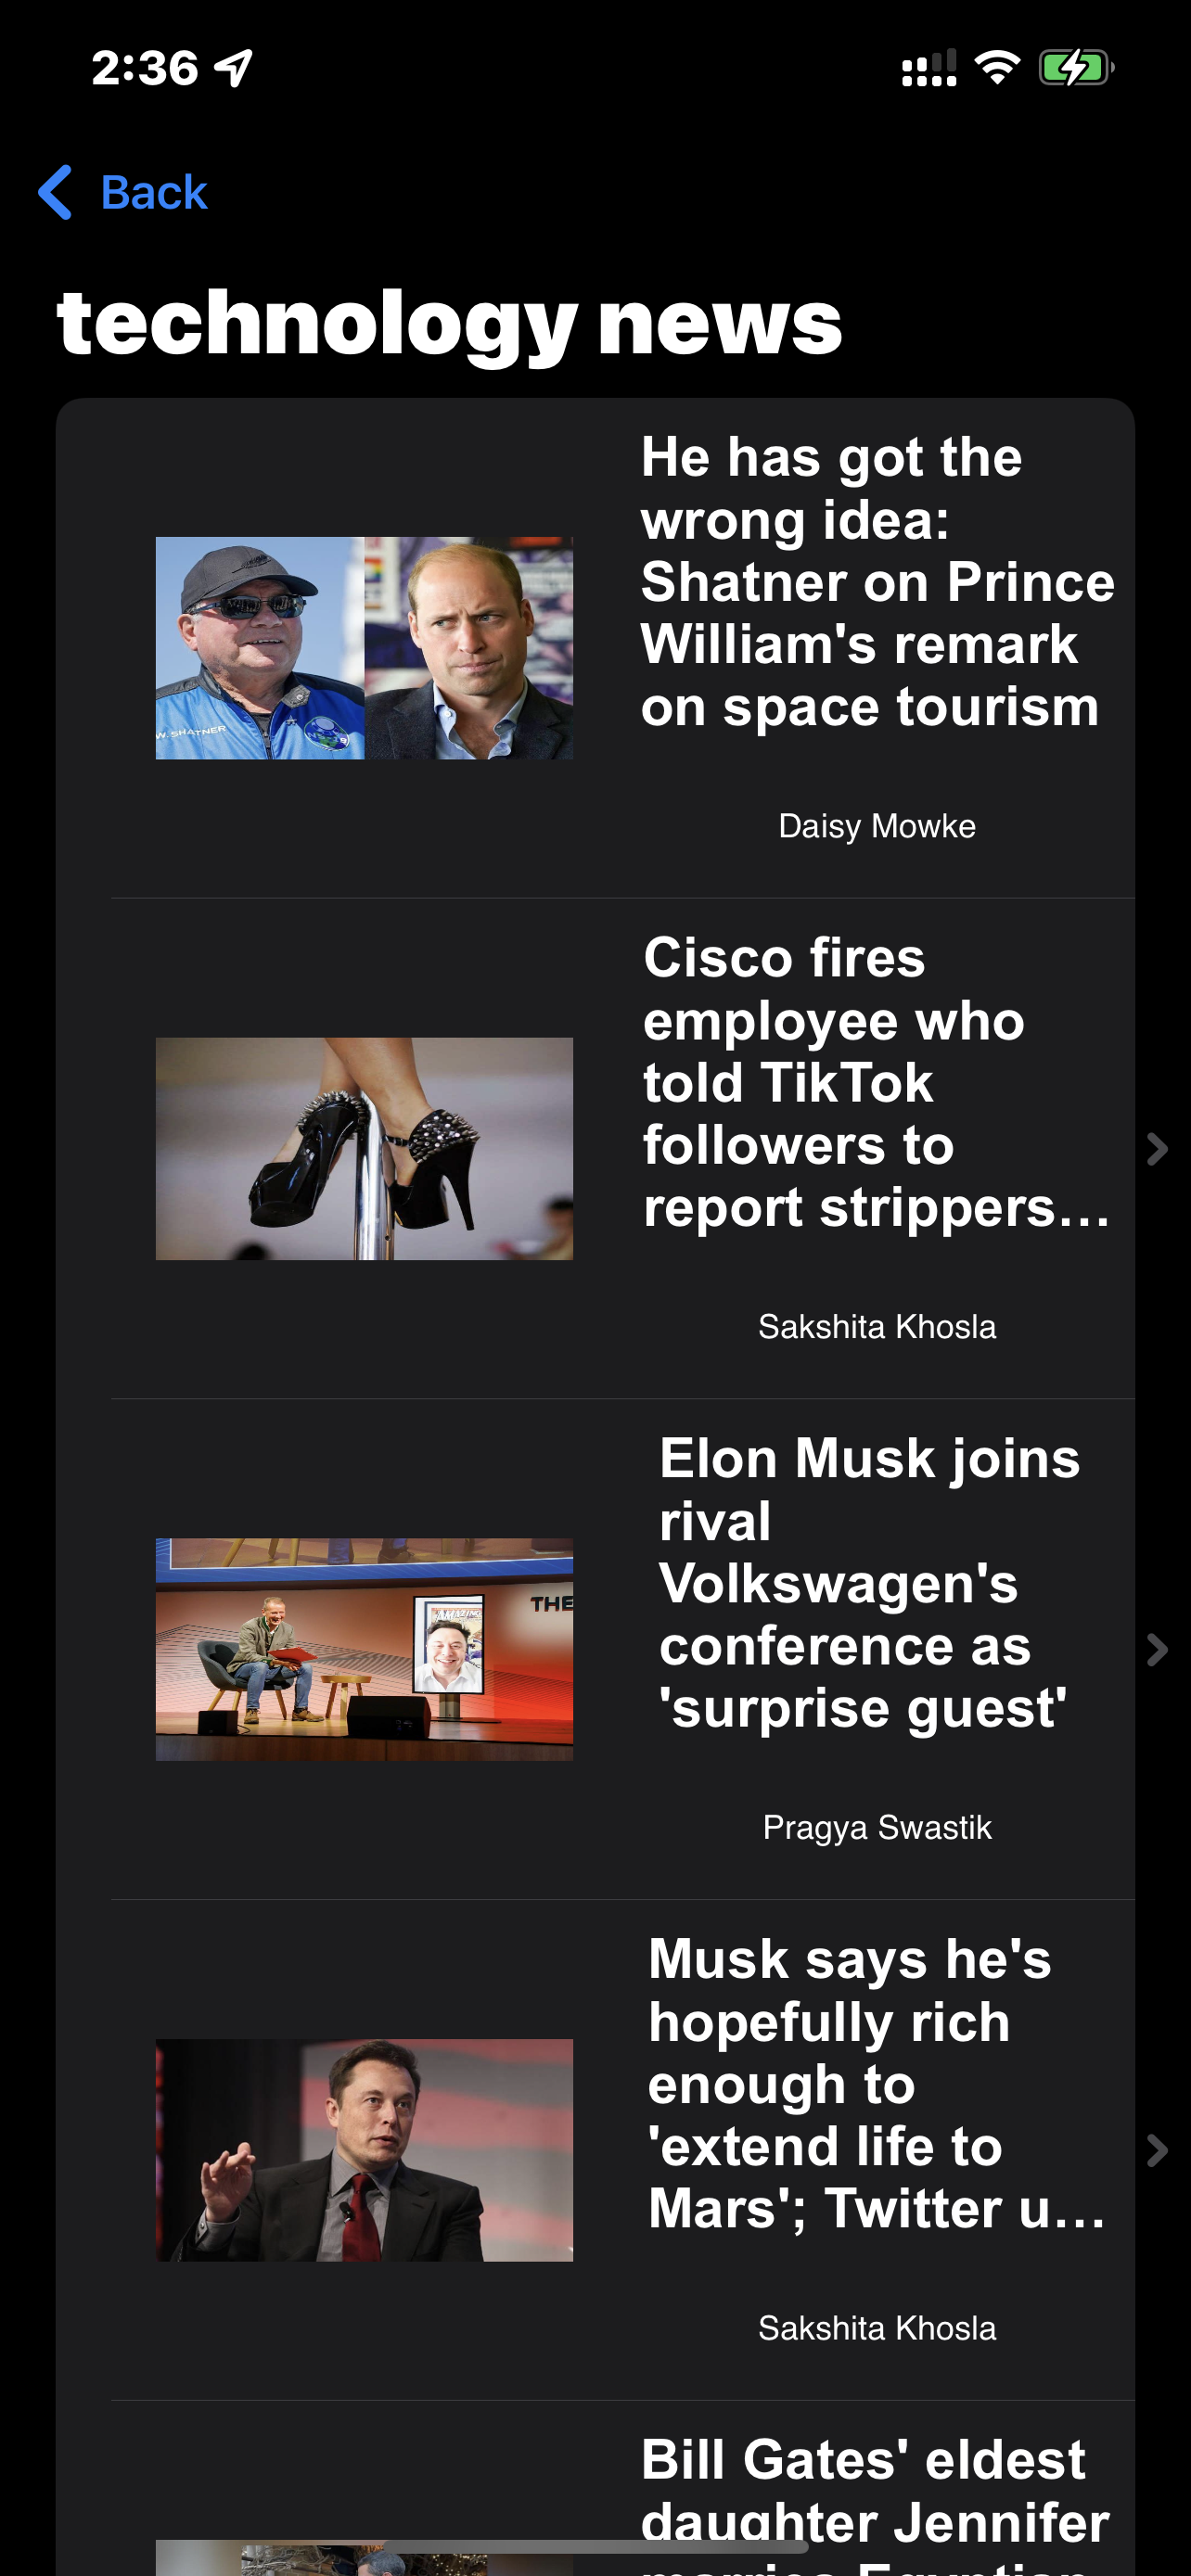 2:36
Back
technology news
He has got the
wrong idea:
Shatner on Prince
William's remark
on space tourism
W. SHATNER
Daisy Mowke
Cisco fires
employee who
told TikTok
followers to
report strippers...
Sakshita Khosla
Elon Musk joins
rival
Volkswagen's
conference as
'surprise guest'
THE
AMAZING
Pragya Swastik
Musk says he's
hopefully rich
enough to
'extend life to
Mars'; Twitter u...
Sakshita Khosla
Bill Gates' eldest
daughter Jennifer